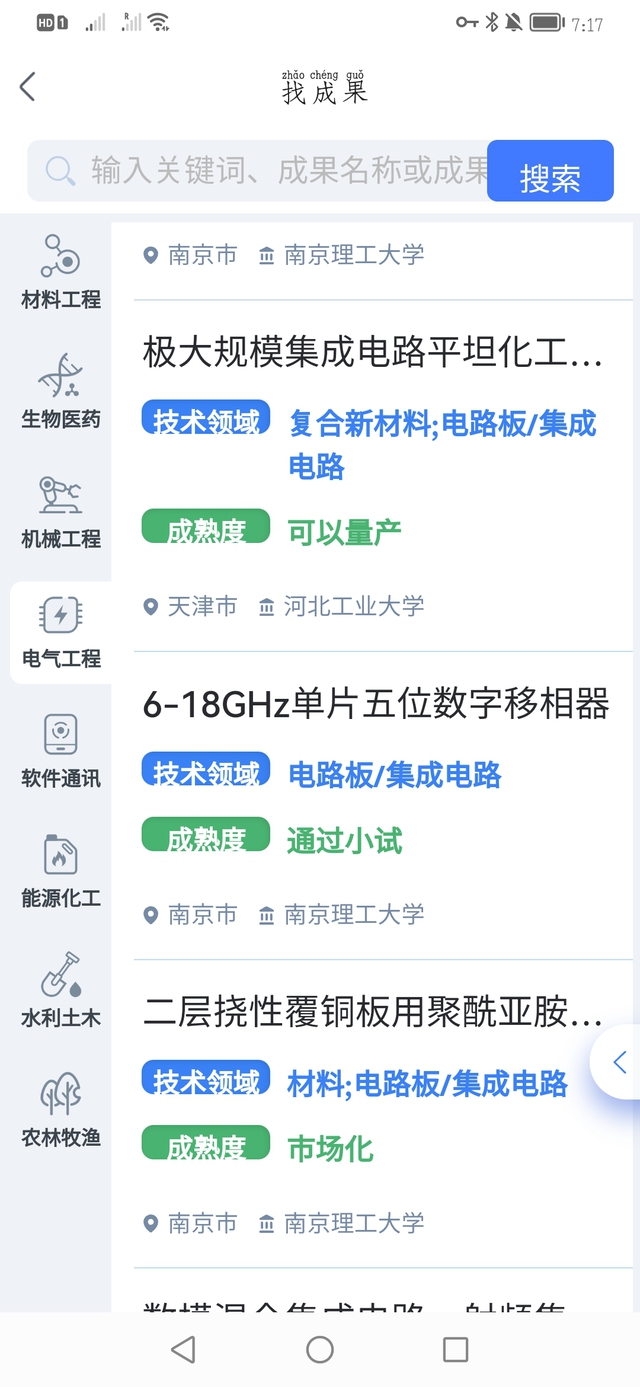 HD 1
R
7:17
zhǎo chéng guǒ
找成果
输入关键词、成果名称或成果
搜索
材料工程
生物医药
机械工程
电气工程
软件通讯
能源化工
水利土木
农林牧渔
南京市 南京理工大学
极大规模集成电路平坦化工...
技术领域 复合新材料;电路板/集成
电路
成熟度 可以量产
天津市 河北工业大学
6-18GHz单片五位数字移相器
技术领域 电路板/集成电路
成熟度 通过小试
南京市 南京理工大学
二层挠性覆铜板用聚酰亚胺...
技术领域 材料;电路板/集成电路
成熟度 市场化
南京市 南京理工大学